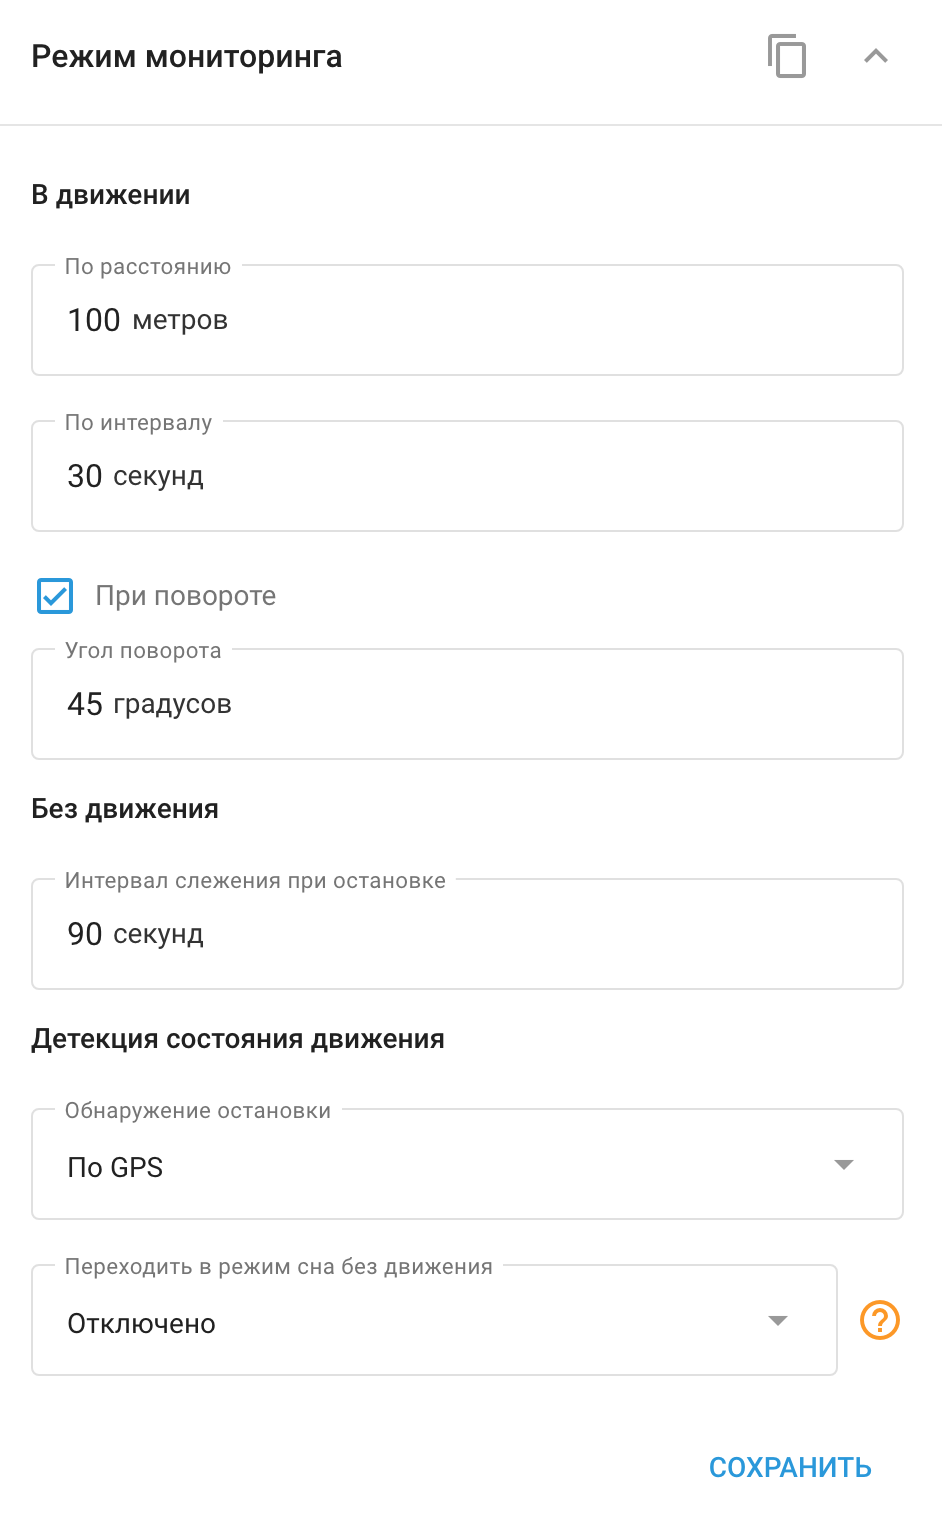 Режим мониторинга
В движении
По расстоянию
100 метров
По интервалу
30 секунд
При повороте
Угол поворота
45 градусов
Без движения
Интервал слежения при остановке
90 секунд
Детекция состояния движения
Обнаружение остановки
По GPS
Переходить в режим сна без движения
Отключено
?
СОХРАНИТЬ